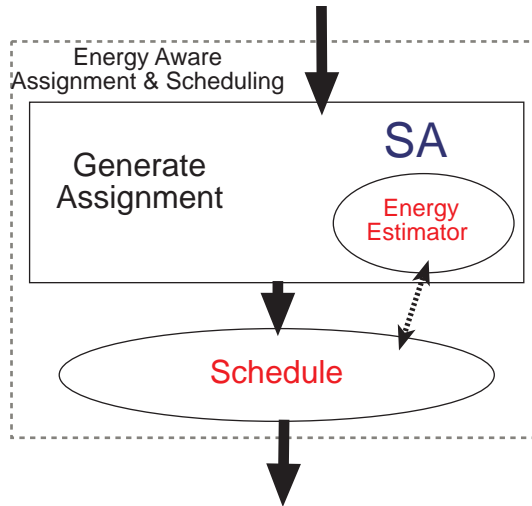 Energy Aware
Assignment & Scheduling
SA
Generate
Assignment
Energy
Estimator
Schedule